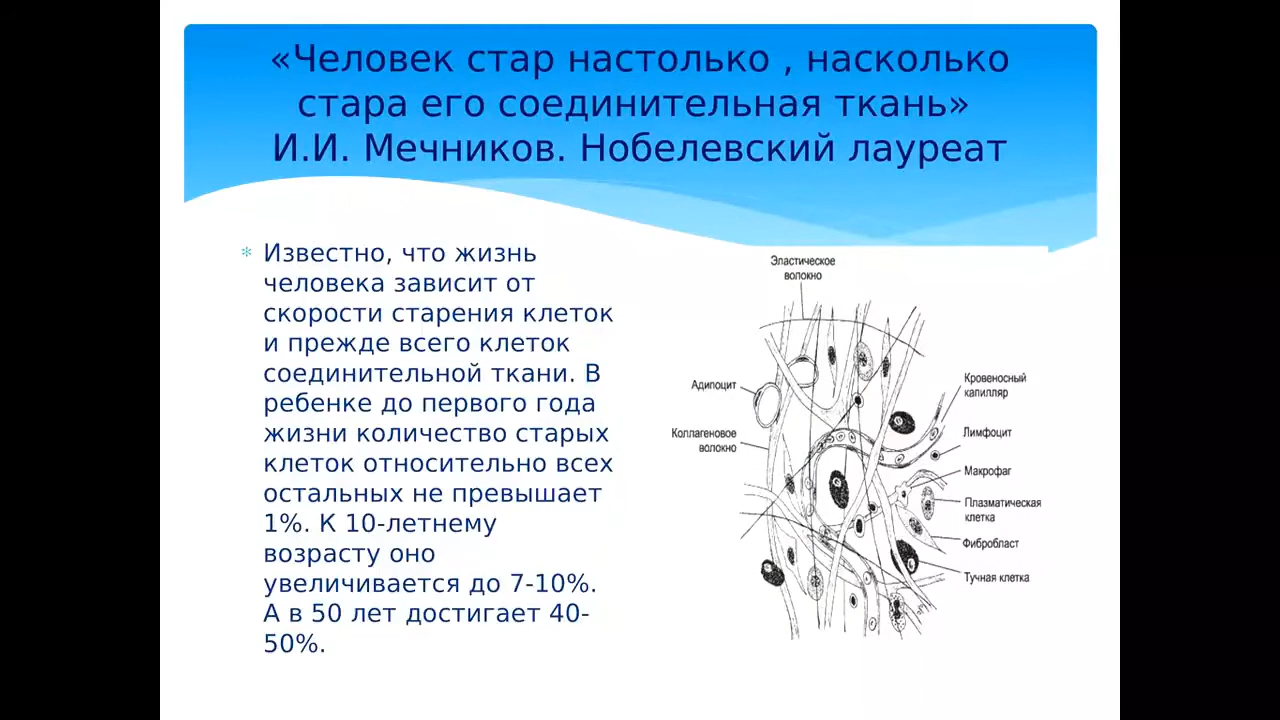 «Человек стар настолько , насколько
стара его соединительная ткань»
И.И. Мечников. Нобелевский лауреат
* Известно, что жизнь
человека зависит от
скорости старения клеток
и прежде всего клеток
соединительной ткани. В
ребенке до первого года
жизни количество старых
клеток относительно всех
остальных не превышает
1%. К 10-летнему
возрасту оно
увеличивается до 7-10%.
А в 50 лет достигает 40-
50%.
Эластическое
волокно
Адипоцит
Коллагеновое
волокно
Кровеносный
капилляр
Лимфоцит
Макрофаг
Плазматическая
клетка
Фибробласт
Тучная клетка